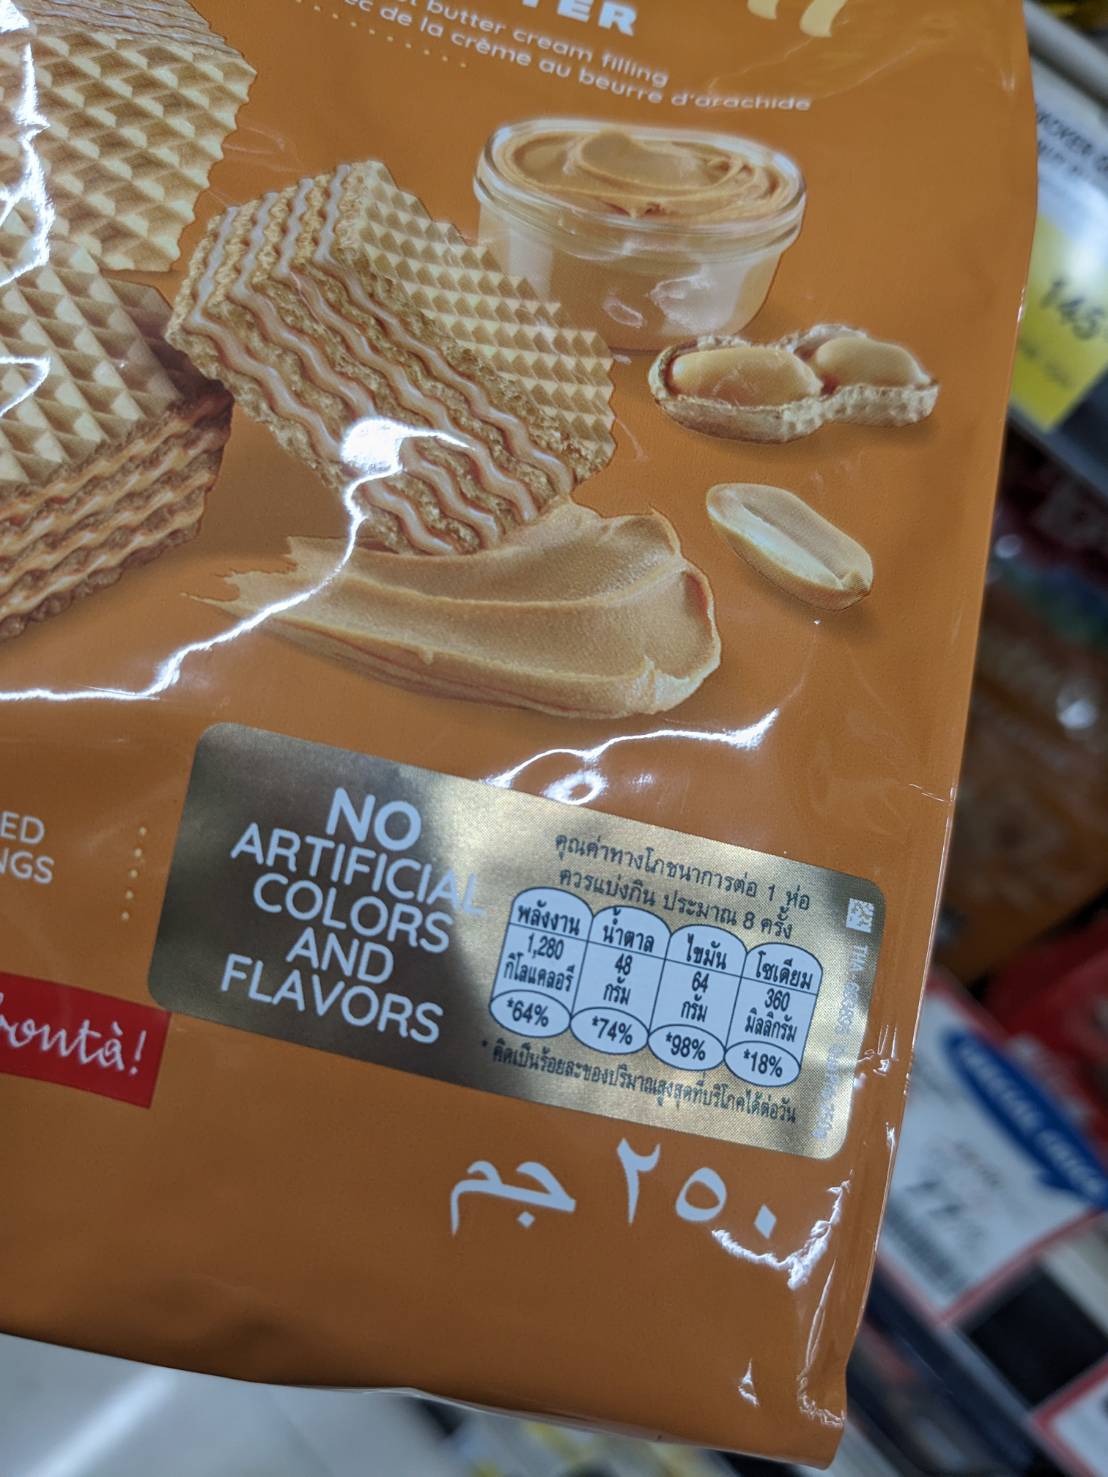 TER
butter cream filling
ec de la crème au beurre d'arachide
145
ED
NGS
NO
ARTIFICIAL
COLORS
AND
FLAVORS
คุณค่าทางโภชนาการต่อ 1 ห่อ
ควรแบ่งกิน ประมาณ 8 ครั้ง
พลังงาน น้ำตาล ไขมัน โซเดียม
1,280 48 64 360
กิโลแคลอรี กรัม กรัม มิลลิกรัม
*64% *74% *98% *18%
* คิดเป็นร้อยละของปริมาณสูงสุดที่บริโภคได้ต่อวัน
bontà!
٢٥٠ جم